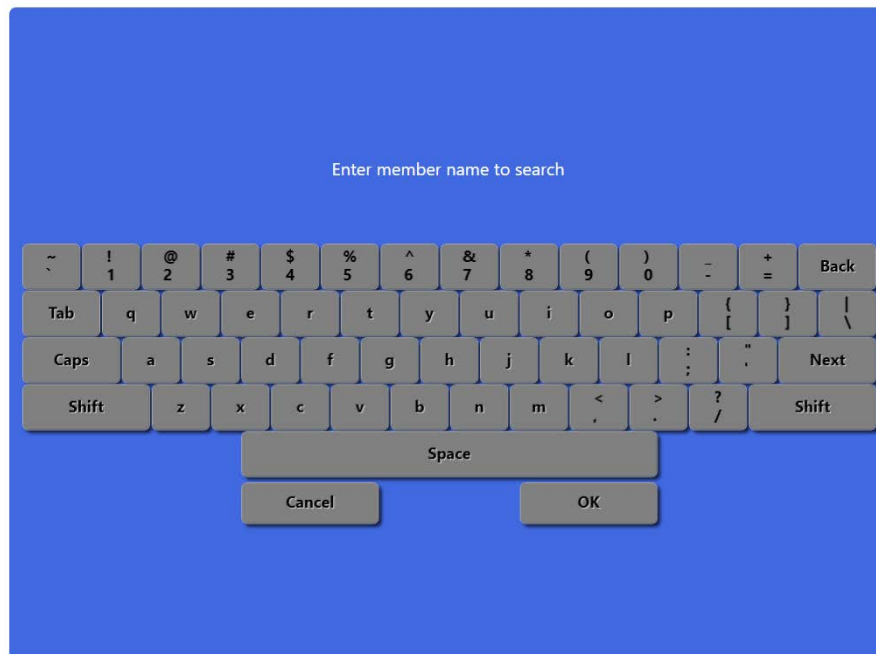 Enter member name to search
~ ! @ # $ % ^ & * ( ) _ +
` 1 2 3 4 5 6 7 8 9 0 - = Back
Tab q w e r t y u i o p { [ } ] | \
Caps a s d f g h j k l : ; " ' Next
Shift z x c v b n m < , > . ? / Shift
Space
Cancel OK